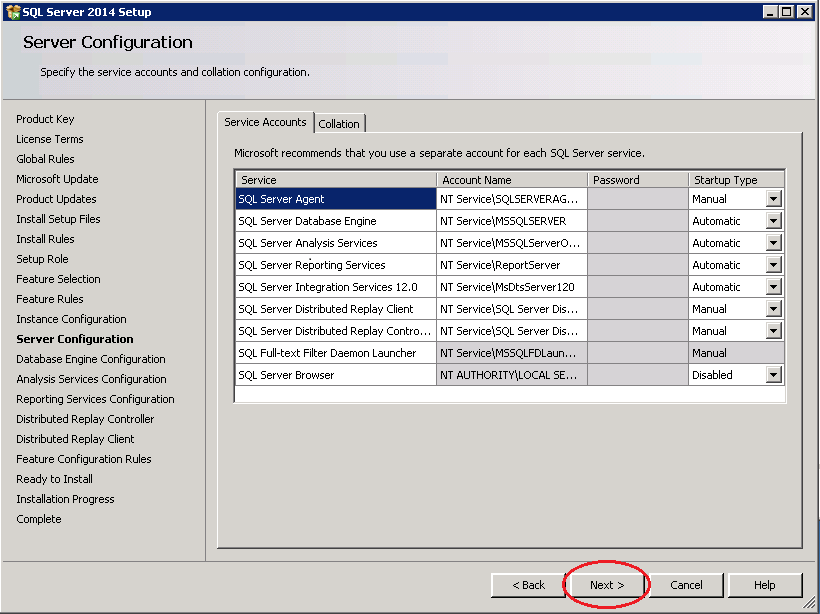 SQL Server 2014 Setup
Server Configuration
Specify the service accounts and collation configuration.
Product Key
License Terms
Global Rules
Microsoft Update
Product Updates
Install Setup Files
Install Rules
Setup Role
Feature Selection
Feature Rules
Instance Configuration
Server Configuration
Database Engine Configuration
Analysis Services Configuration
Reporting Services Configuration
Distributed Replay Controller
Distributed Replay Client
Feature Configuration Rules
Ready to Install
Installation Progress
Complete
Service Accounts Collation
Microsoft recommends that you use a separate account for each SQL Server service.
Service Account Name Password Startup Type
SQL Server Agent NT Service\SQLSERVERAG... Manual
SQL Server Database Engine NT Service\MSSQLSERVER Automatic
SQL Server Analysis Services NT Service\MSSQLServerO... Automatic
SQL Server Reporting Services NT Service\ReportServer Automatic
SQL Server Integration Services 12.0 NT Service\MsDtsServer120 Automatic
SQL Server Distributed Replay Client NT Service\SQL Server Dis... Manual
SQL Server Distributed Replay Contro... NT Service\SQL Server Dis... Manual
SQL Full-text Filter Daemon Launcher NT Service\MSSQLFDLaun... Manual
SQL Server Browser NT AUTHORITY\LOCAL SE... Disabled
< Back Next > Cancel Help